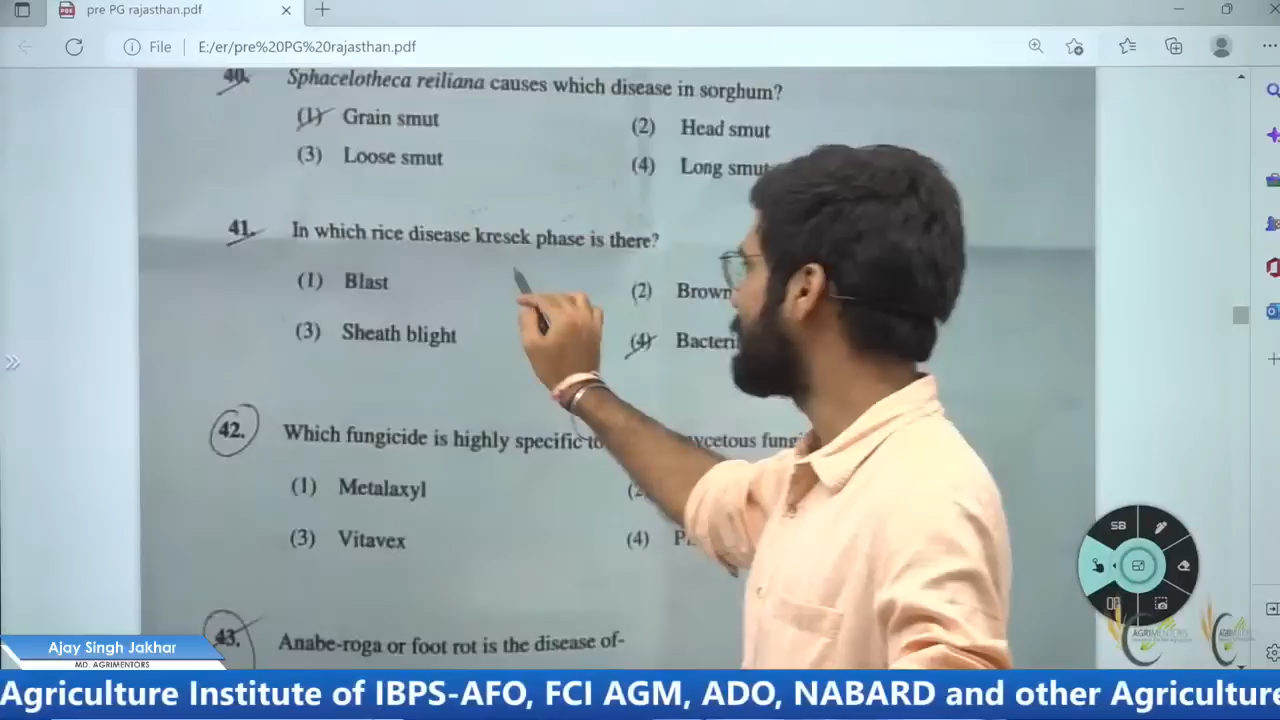 pre PG rajasthan.pdf
File
E:/er/pre%20PG%20rajasthan.pdf
40. Sphacelotheca reiliana causes which disease in sorghum?
(1) Grain smut
(2) Head smut
(3) Loose smut
(4) Long smut
41. In which rice disease kresek phase is there?
(1) Blast
(2) Brown
(3) Sheath blight
(4)
42. Which fungicide is highly specific
(1) Metalaxyl
(3) Vitavex
(4)
43. Anabe-roga or foot rot is the disease of-
SB
AGRIMENTORS
Ajay Singh Jakhar
MD. AGRIMENTORS
Agriculture Institute of IBPS-AFO, FCI AGM, ADO, NABARD and other Agriculture